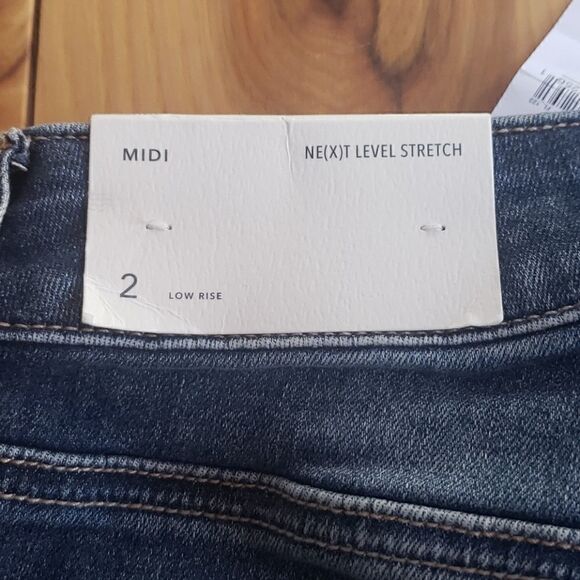 MIDI
NE(X)T LEVEL STRETCH
2 LOW RISE